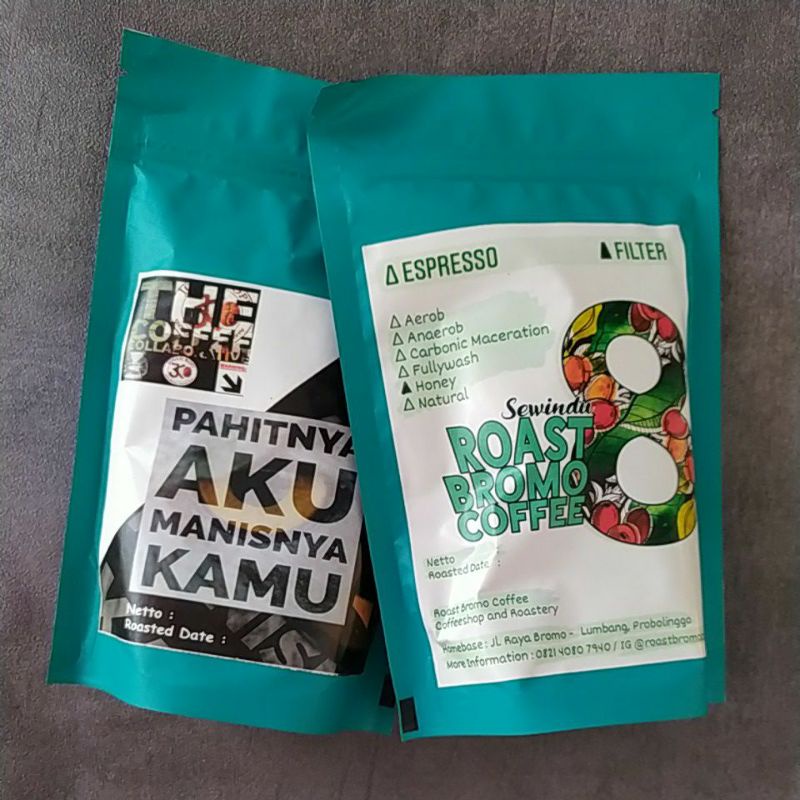 THE
COFFEE
PAHITNYA
AKU
MANISNYA
KAMU
Netto :
Roasted Date :
∆ ESPRESSO
▲ FILTER
∆ Aerob
∆ Anaerob
∆ Carbonic Maceration
∆ Fullywash
▲ Honey
∆ Natural
8
Sewindu
ROAST
BROMO
COFFEE
Netto :
Roasted Date :
Roast Bromo Coffee
Coffeeshop and Roastery
Homebase : Jl. Raya Bromo - Lumbang, Probolinggo
More Information : 0821 4080 7940 / IG @roastbromo